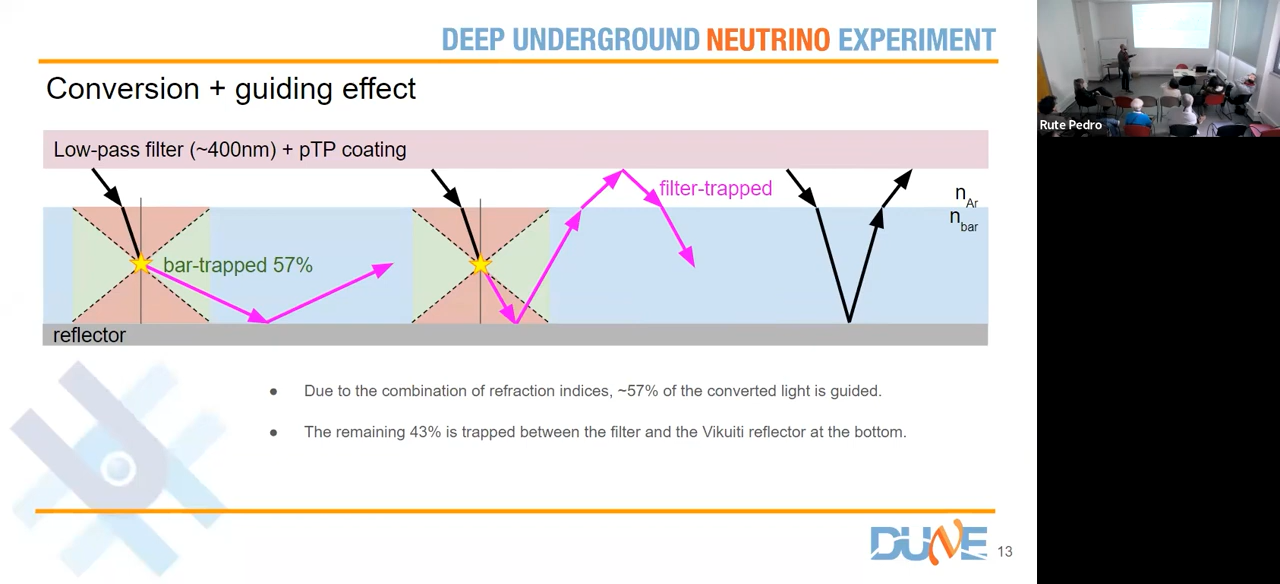 DEEP UNDERGROUND NEUTRINO EXPERIMENT
Conversion + guiding effect
Low-pass filter (~400nm) + pTP coating
filter-trapped
n_Ar
n_bar
bar-trapped 57%
reflector
● Due to the combination of refraction indices, ~57% of the converted light is guided.
● The remaining 43% is trapped between the filter and the Vikuiti reflector at the bottom.
DUNE
13
Rute Pedro